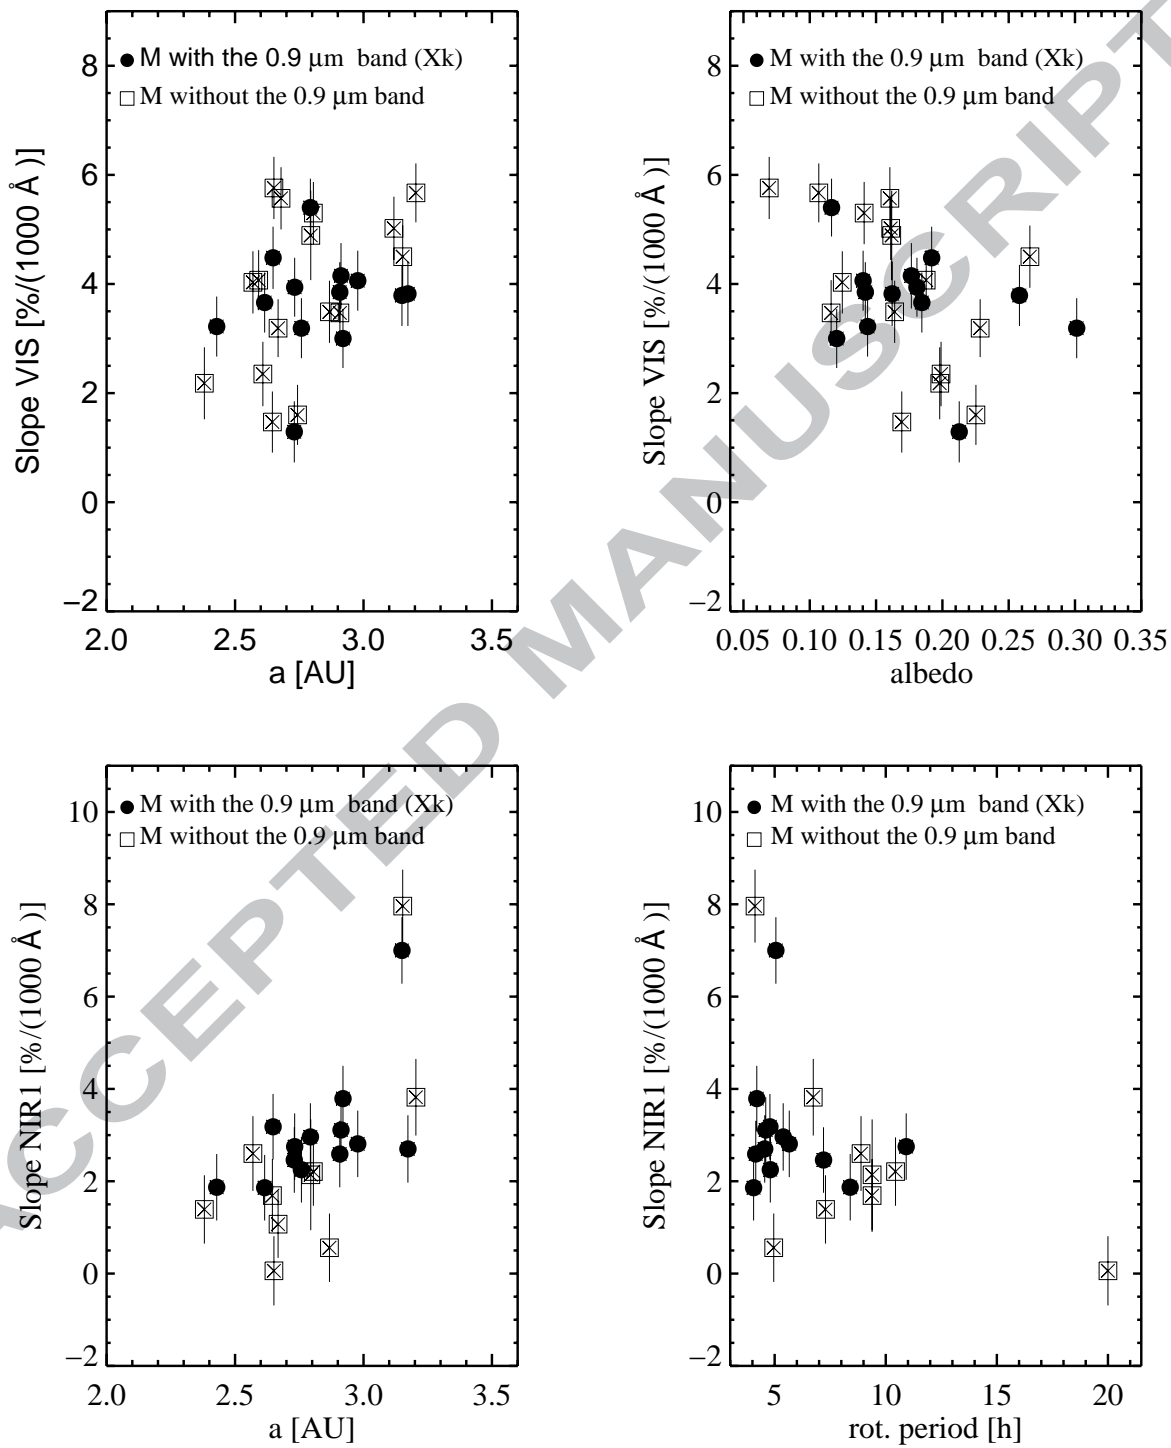 8
6
4
2
0
−2
Slope VIS [%/(1000 Å )]
M with the 0.9 μm band (Xk)
M without the 0.9 μm band
2.0 2.5 3.0 3.5
a [AU]
8
6
4
2
0
−2
Slope VIS [%/(1000 Å )]
M with the 0.9 μm band (Xk)
M without the 0.9 μm band
0.05 0.10 0.15 0.20 0.25 0.30 0.35
albedo
10
8
6
4
2
0
−2
Slope NIR1 [%/(1000 Å )]
M with the 0.9 μm band (Xk)
M without the 0.9 μm band
2.0 2.5 3.0 3.5
a [AU]
10
8
6
4
2
0
−2
Slope NIR1 [%/(1000 Å )]
M with the 0.9 μm band (Xk)
M without the 0.9 μm band
5 10 15 20
rot. period [h]
ACCEPTED MANUSCRIPT